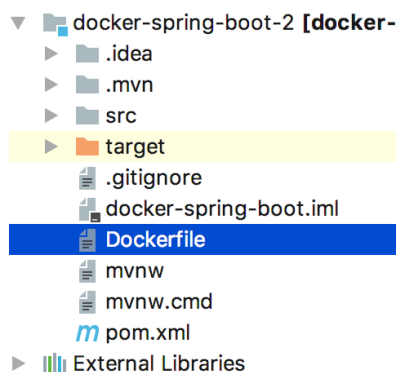 docker-spring-boot-2 [docker-
.idea
.mvn
src
target
.gitignore
docker-spring-boot.iml
Dockerfile
mvnw
mvnw.cmd
m pom.xml
External Libraries